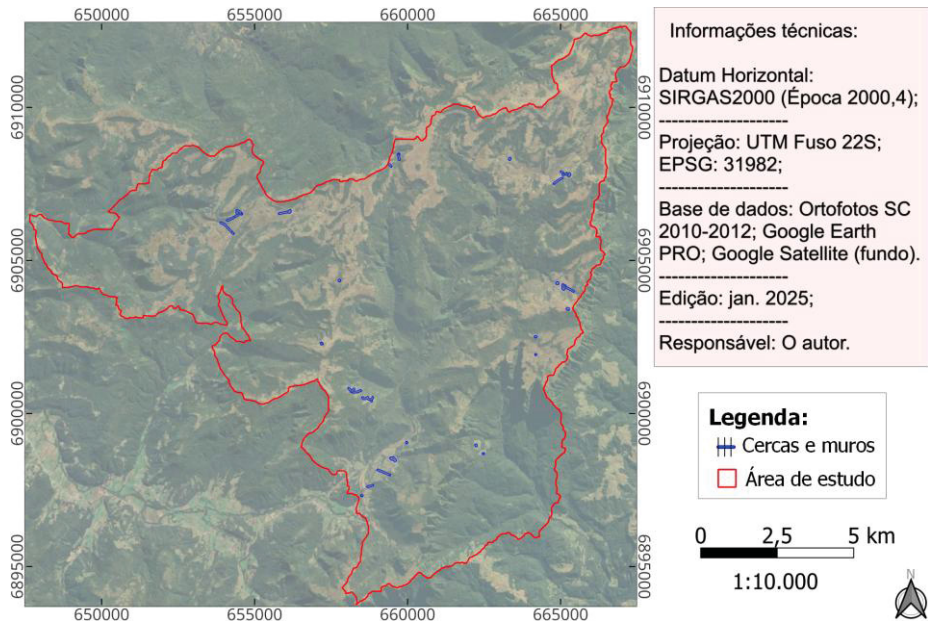 650000 655000 660000 665000
6910000
6905000
6900000
6895000
6910000
6905000
6900000
6895000
650000 655000 660000 665000
Informações técnicas:
Datum Horizontal:
SIRGAS2000 (Época 2000,4);
--------------------
Projeção: UTM Fuso 22S;
EPSG: 31982;
--------------------
Base de dados: Ortofotos SC
2010-2012; Google Earth
PRO; Google Satellite (fundo).
--------------------
Edição: jan. 2025;
--------------------
Responsável: O autor.
Legenda:
Cercas e muros
Área de estudo
0 2,5 5 km
1:10.000
N